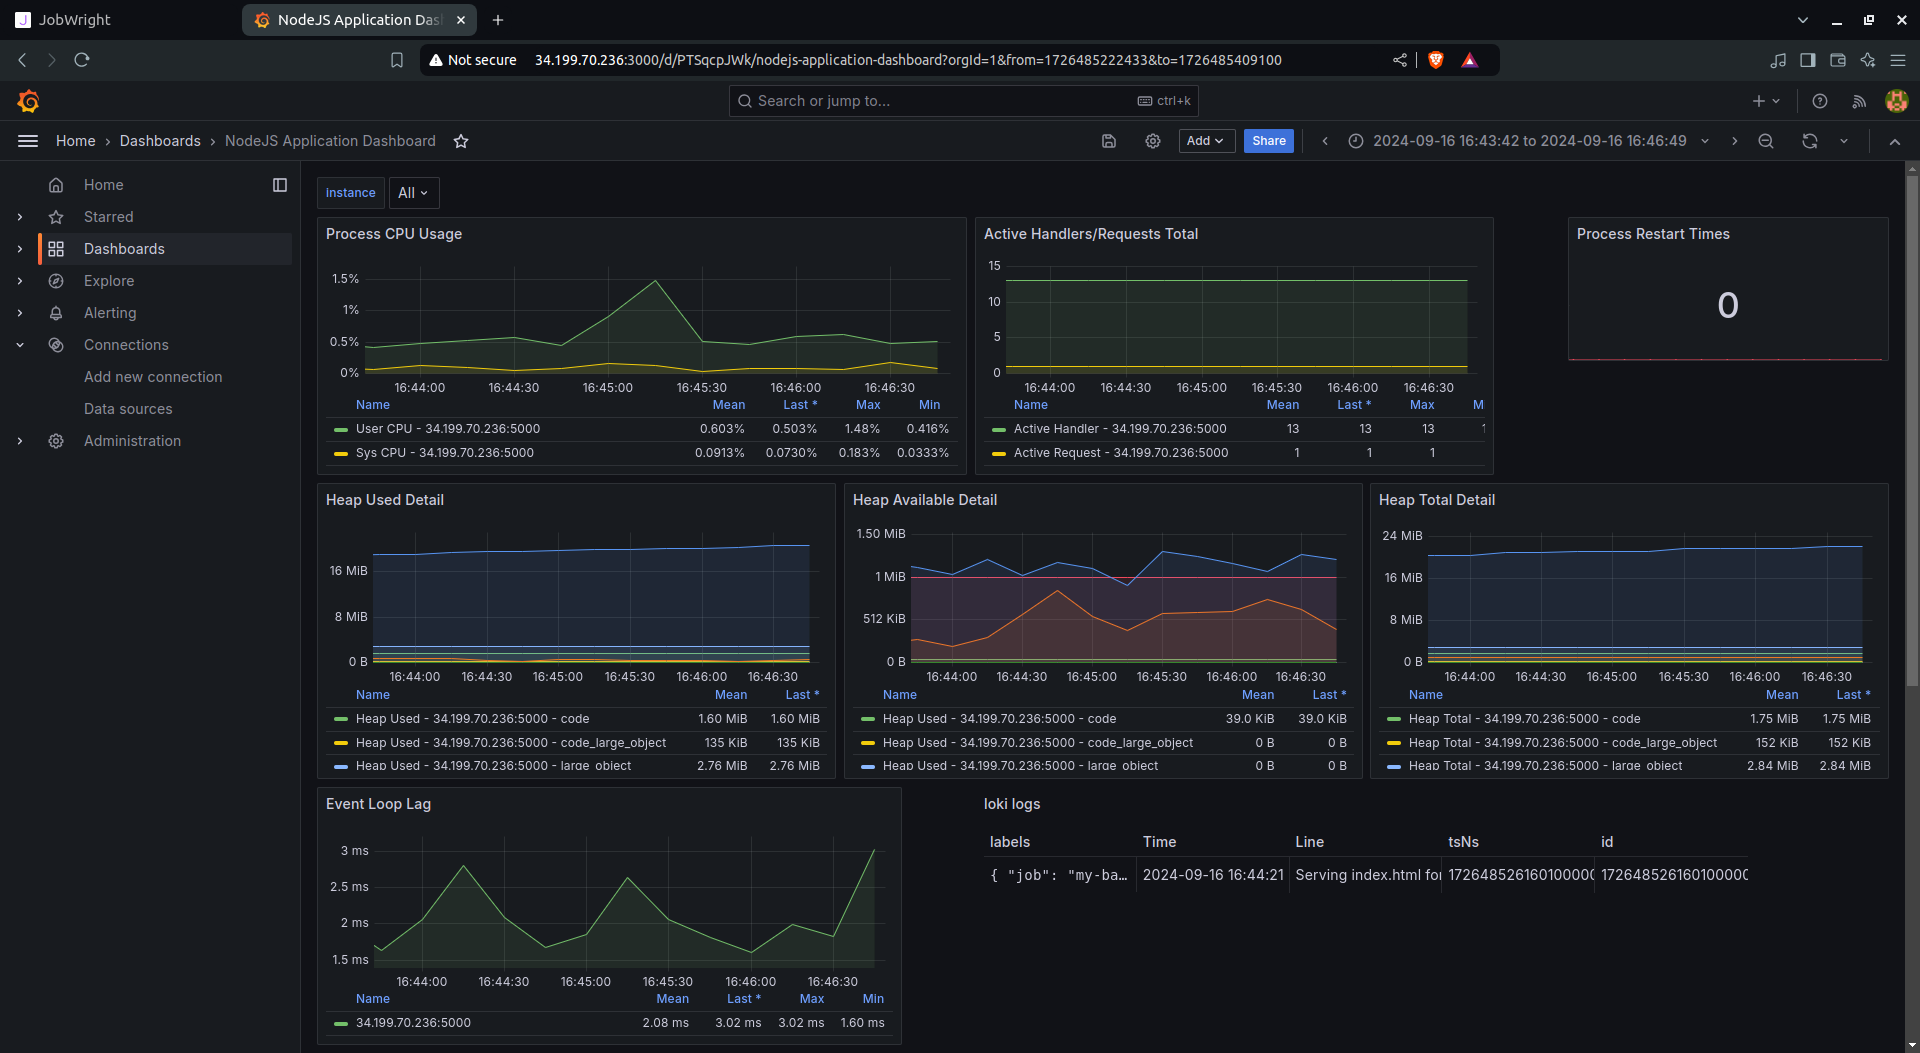 JobWright
NodeJS Application Das
Not secure 34.199.70.236:3000/d/PTSqcpJWk/nodejs-application-dashboard?orgId=1&from=1726485222433&to=1726485409100
Search or jump to... ctrl+k
Home › Dashboards › NodeJS Application Dashboard
Add
Share
2024-09-16 16:43:42 to 2024-09-16 16:46:49
Home
Starred
Dashboards
Explore
Alerting
Connections
Add new connection
Data sources
Administration
instance All
Process CPU Usage
1.5%
1%
0.5%
0%
16:44:00 16:44:30 16:45:00 16:45:30 16:46:00 16:46:30
Name Mean Last * Max Min
User CPU - 34.199.70.236:5000 0.603% 0.503% 1.48% 0.416%
Sys CPU - 34.199.70.236:5000 0.0913% 0.0730% 0.183% 0.0333%
Active Handlers/Requests Total
15
10
5
0
16:44:00 16:44:30 16:45:00 16:45:30 16:46:00 16:46:30
Name Mean Last * Max M
Active Handler - 34.199.70.236:5000 13 13 13 1
Active Request - 34.199.70.236:5000 1 1 1
Process Restart Times
0
Heap Used Detail
16 MiB
8 MiB
0 B
16:44:00 16:44:30 16:45:00 16:45:30 16:46:00 16:46:30
Name Mean Last *
Heap Used - 34.199.70.236:5000 - code 1.60 MiB 1.60 MiB
Heap Used - 34.199.70.236:5000 - code_large_object 135 KiB 135 KiB
Heap Used - 34.199.70.236:5000 - large_object 2.76 MiB 2.76 MiB
Heap Available Detail
1.50 MiB
1 MiB
512 KiB
0 B
16:44:00 16:44:30 16:45:00 16:45:30 16:46:00 16:46:30
Name Mean Last *
Heap Used - 34.199.70.236:5000 - code 39.0 KiB 39.0 KiB
Heap Used - 34.199.70.236:5000 - code_large_object 0 B 0 B
Heap Used - 34.199.70.236:5000 - large_object 0 B 0 B
Heap Total Detail
24 MiB
16 MiB
8 MiB
0 B
16:44:00 16:44:30 16:45:00 16:45:30 16:46:00 16:46:30
Name Mean Last *
Heap Total - 34.199.70.236:5000 - code 1.75 MiB 1.75 MiB
Heap Total - 34.199.70.236:5000 - code_large_object 152 KiB 152 KiB
Heap Total - 34.199.70.236:5000 - large_object 2.84 MiB 2.84 MiB
Event Loop Lag
3 ms
2.5 ms
2 ms
1.5 ms
16:44:00 16:44:30 16:45:00 16:45:30 16:46:00 16:46:30
Name Mean Last * Max Min
34.199.70.236:5000 2.08 ms 3.02 ms 3.02 ms 1.60 ms
loki logs
labels Time Line tsNs id
{ "job": "my-ba... 2024-09-16 16:44:21 Serving index.html for 172648526160100000 172648526160100000